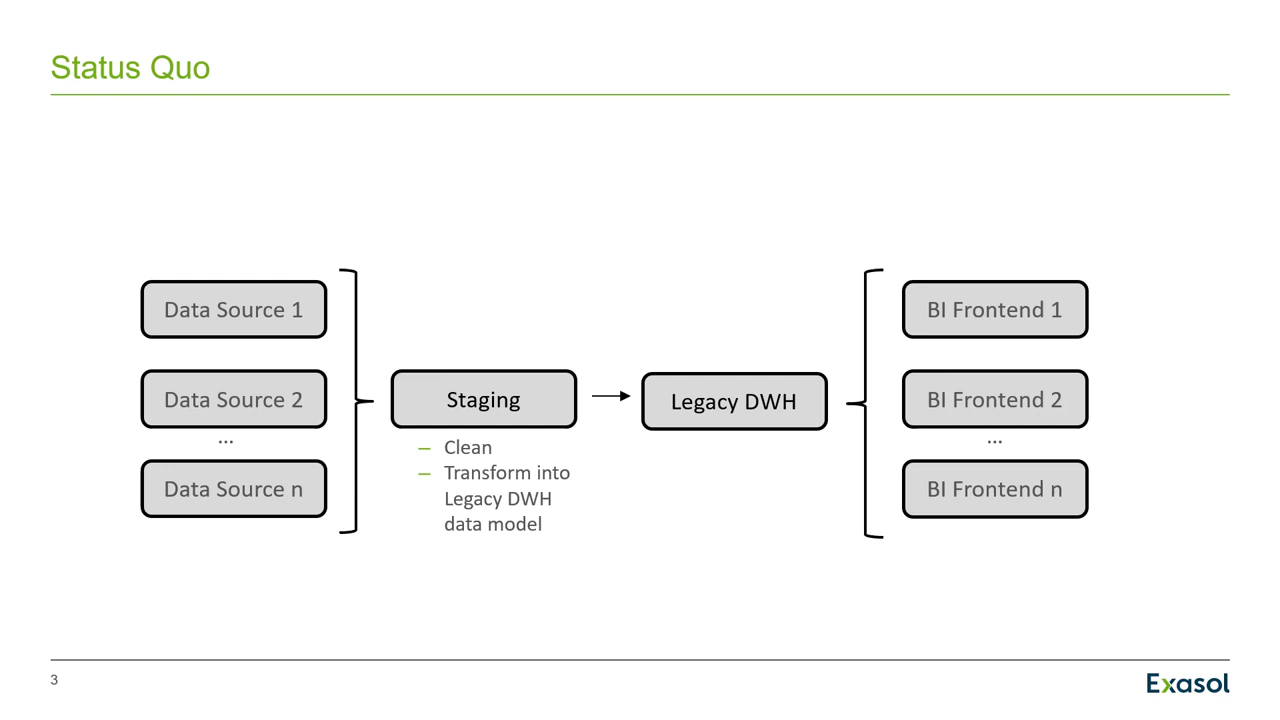 Status Quo
Data Source 1
Data Source 2
...
Data Source n
Staging
– Clean
– Transform into
Legacy DWH
data model
Legacy DWH
BI Frontend 1
BI Frontend 2
...
BI Frontend n
3
Exasol